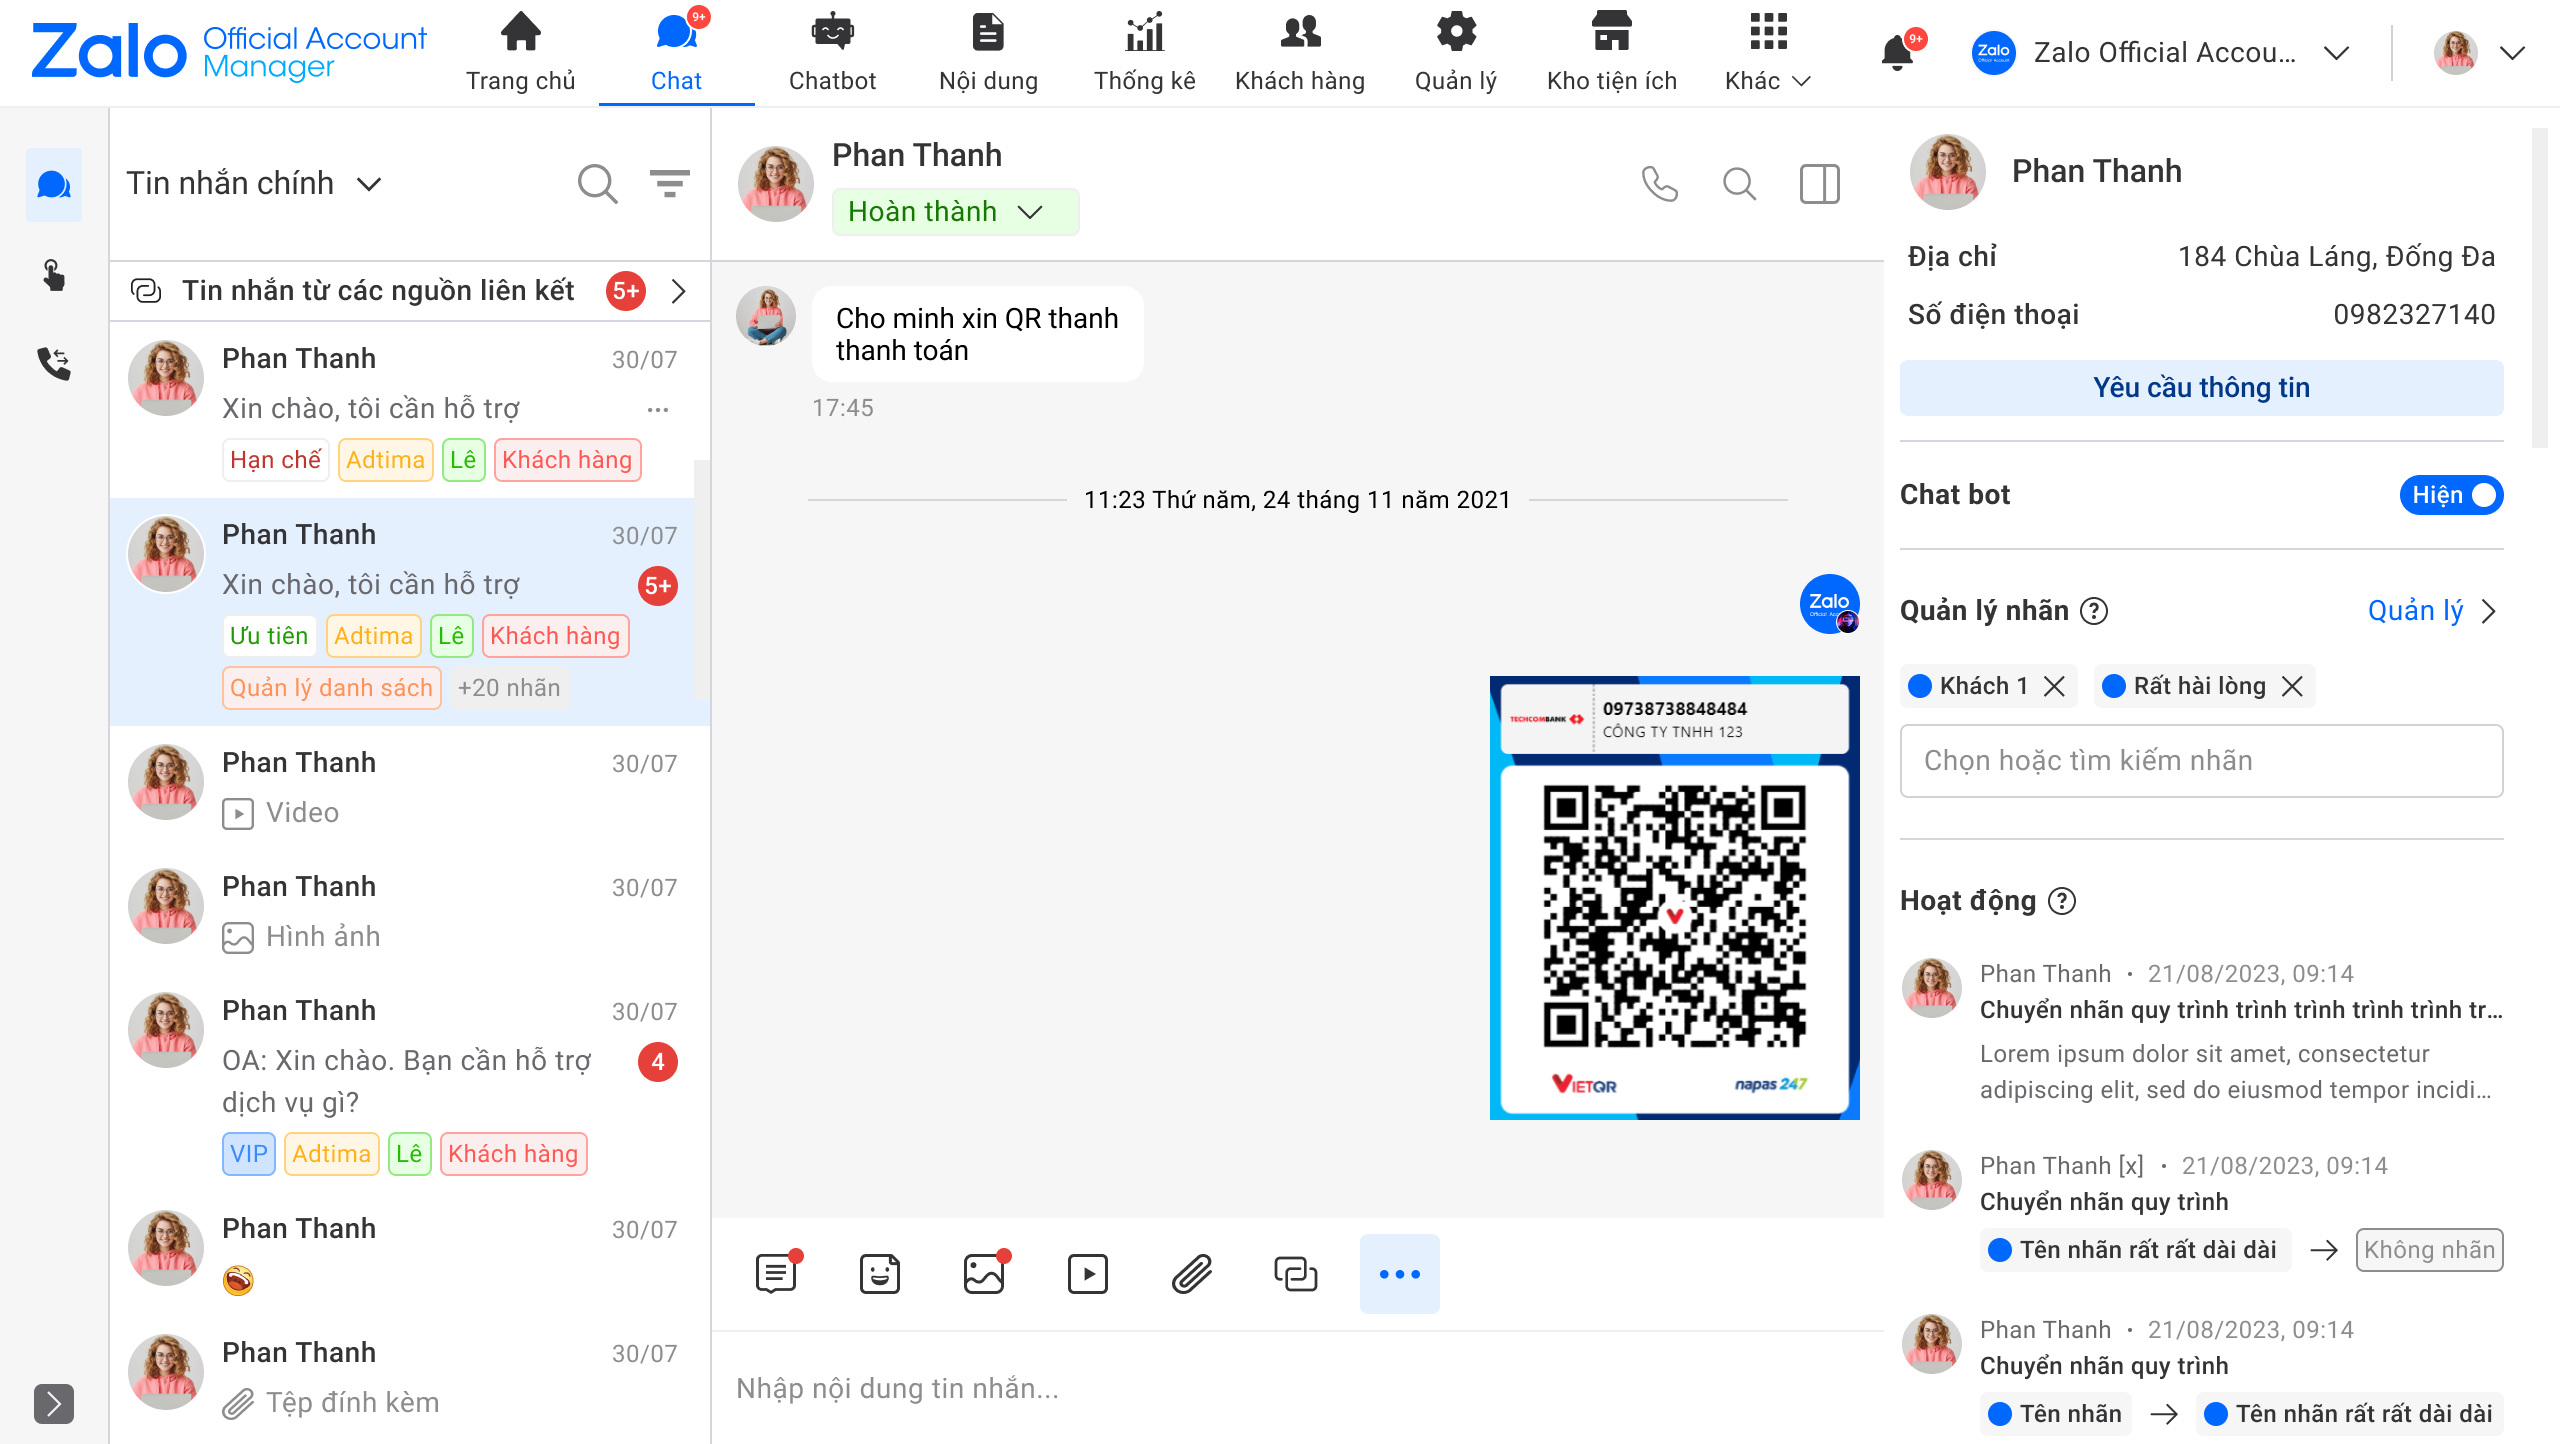 Zalo Official Account Manager
Trang chủ
9+
Chat
Chatbot
Nội dung
Thống kê
Khách hàng
Quản lý
Kho tiện ích
Khác
9+
Zalo
Zalo Official Accou...
Tin nhắn chính
Tin nhắn từ các nguồn liên kết 5+
Phan Thanh 30/07
Xin chào, tôi cần hỗ trợ ...
Hạn chế Adtima Lê Khách hàng
Phan Thanh 30/07
Xin chào, tôi cần hỗ trợ 5+
Ưu tiên Adtima Lê Khách hàng
Quản lý danh sách +20 nhãn
Phan Thanh 30/07
Video
Phan Thanh 30/07
Hình ảnh
Phan Thanh 30/07
OA: Xin chào. Bạn cần hỗ trợ 4
dịch vụ gì?
VIP Adtima Lê Khách hàng
Phan Thanh 30/07
Phan Thanh 30/07
Tệp đính kèm
Phan Thanh
Hoàn thành
Cho minh xin QR thanh
thanh toán
17:45
11:23 Thứ năm, 24 tháng 11 năm 2021
Zalo
TECHCOMBANK
09738738848484
CÔNG TY TNHH 123
VIETQR
napas 247
Nhập nội dung tin nhắn...
Phan Thanh
Địa chỉ 184 Chùa Láng, Đống Đa
Số điện thoại 0982327140
Yêu cầu thông tin
Chat bot Hiện
Quản lý nhãn ? Quản lý
Khách 1 Rất hài lòng
Chọn hoặc tìm kiếm nhãn
Hoạt động ?
Phan Thanh • 21/08/2023, 09:14
Chuyển nhãn quy trình trình trình trình trình tr...
Lorem ipsum dolor sit amet, consectetur
adipiscing elit, sed do eiusmod tempor incidi...
Phan Thanh [x] • 21/08/2023, 09:14
Chuyển nhãn quy trình
Tên nhãn rất rất dài dài → Không nhãn
Phan Thanh • 21/08/2023, 09:14
Chuyển nhãn quy trình
Tên nhãn → Tên nhãn rất rất dài dài